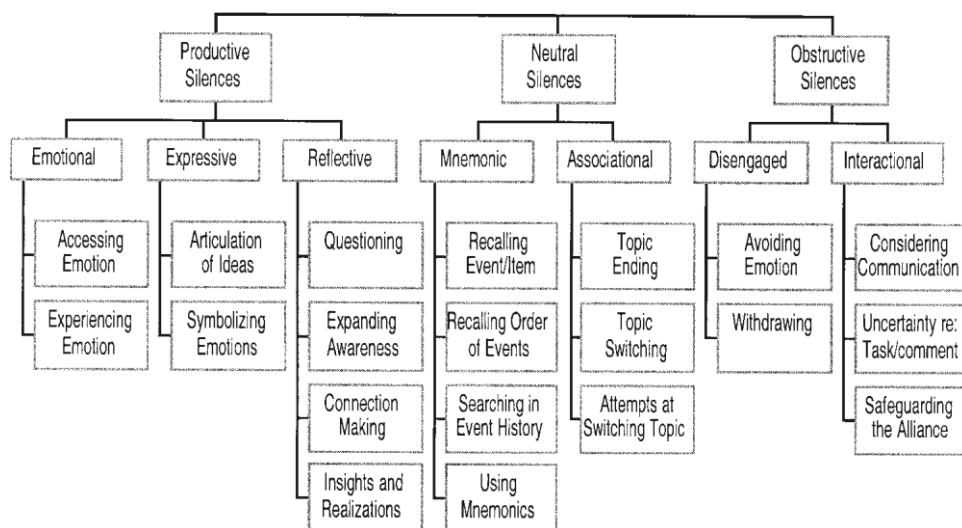 Productive
Silences
Neutral
Silences
Obstructive
Silences
Emotional
Expressive
Reflective
Mnemonic
Associational
Disengaged
Interactional
Accessing
Emotion
Experiencing
Emotion
Articulation
of Ideas
Symbolizing
Emotions
Questioning
Expanding
Awareness
Connection
Making
Insights and
Realizations
Recalling
Event/Item
Recalling Order
of Events
Searching in
Event History
Using
Mnemonics
Topic
Ending
Topic
Switching
Attempts at
Switching Topic
Avoiding
Emotion
Withdrawing
Considering
Communication
Uncertainty re:
Task/comment
Safeguarding
the Alliance